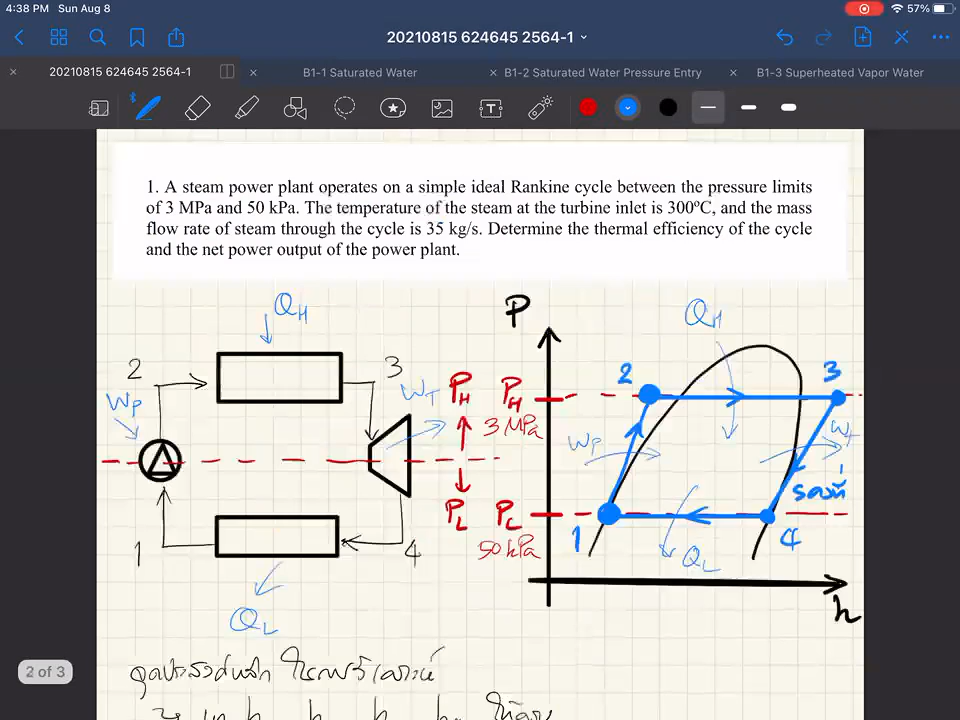 4:38 PM Sun Aug 8
57%
20210815 624645 2564-1
20210815 624645 2564-1
B1-1 Saturated Water
B1-2 Saturated Water Pressure Entry
B1-3 Superheated Vapor Water
1. A steam power plant operates on a simple ideal Rankine cycle between the pressure limits
of 3 MPa and 50 kPa. The temperature of the steam at the turbine inlet is 300ºC, and the mass
flow rate of steam through the cycle is 35 kg/s. Determine the thermal efficiency of the cycle
and the net power output of the power plant.
QH
P
QH
2
3
2
3
WP
WT
PH
PH
3 MPa
WP
WT
PL
PL
50 kPa
1
4
1
4
QL
QL
h
2 of 3